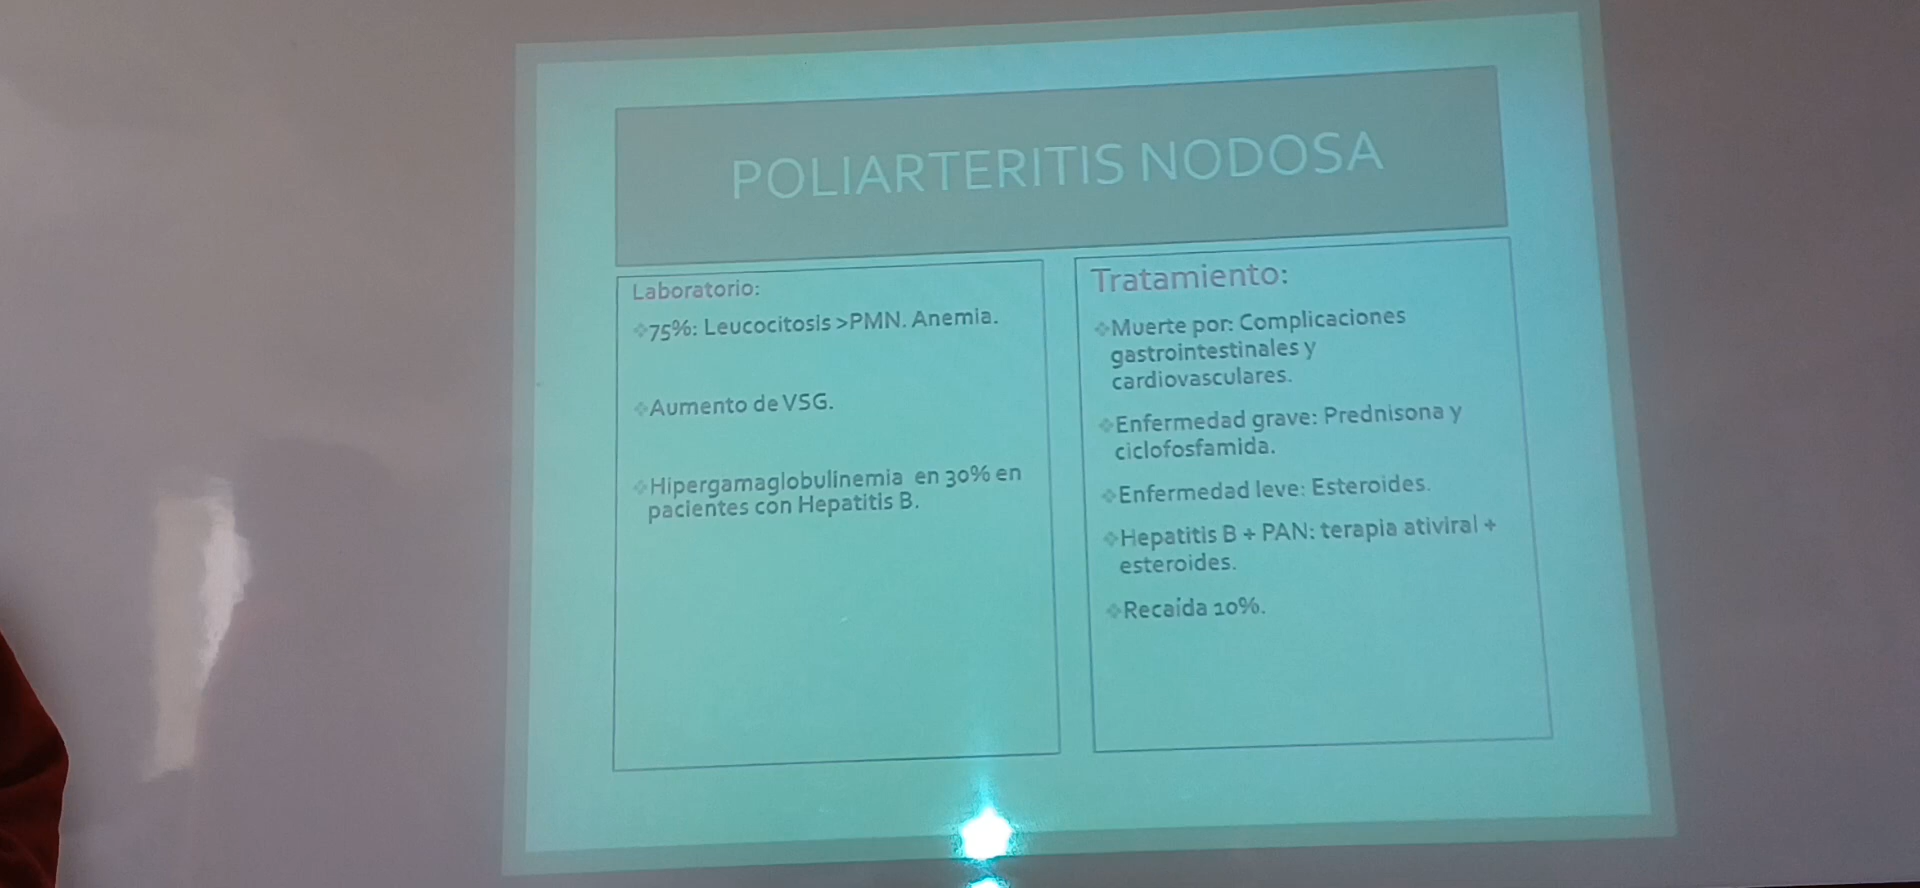 POLIARTERITIS NODOSA
Laboratorio:
75%: Leucocitosis >PMN. Anemia.
Aumento de VSG.
Hipergamaglobulinemia en 30% en
pacientes con Hepatitis B.
Tratamiento:
Muerte por: Complicaciones
gastrointestinales y
cardiovasculares.
Enfermedad grave: Prednisona y
ciclofosfamida.
Enfermedad leve: Esteroides.
Hepatitis B + PAN: terapia ativiral +
esteroides.
Recaída 10%.